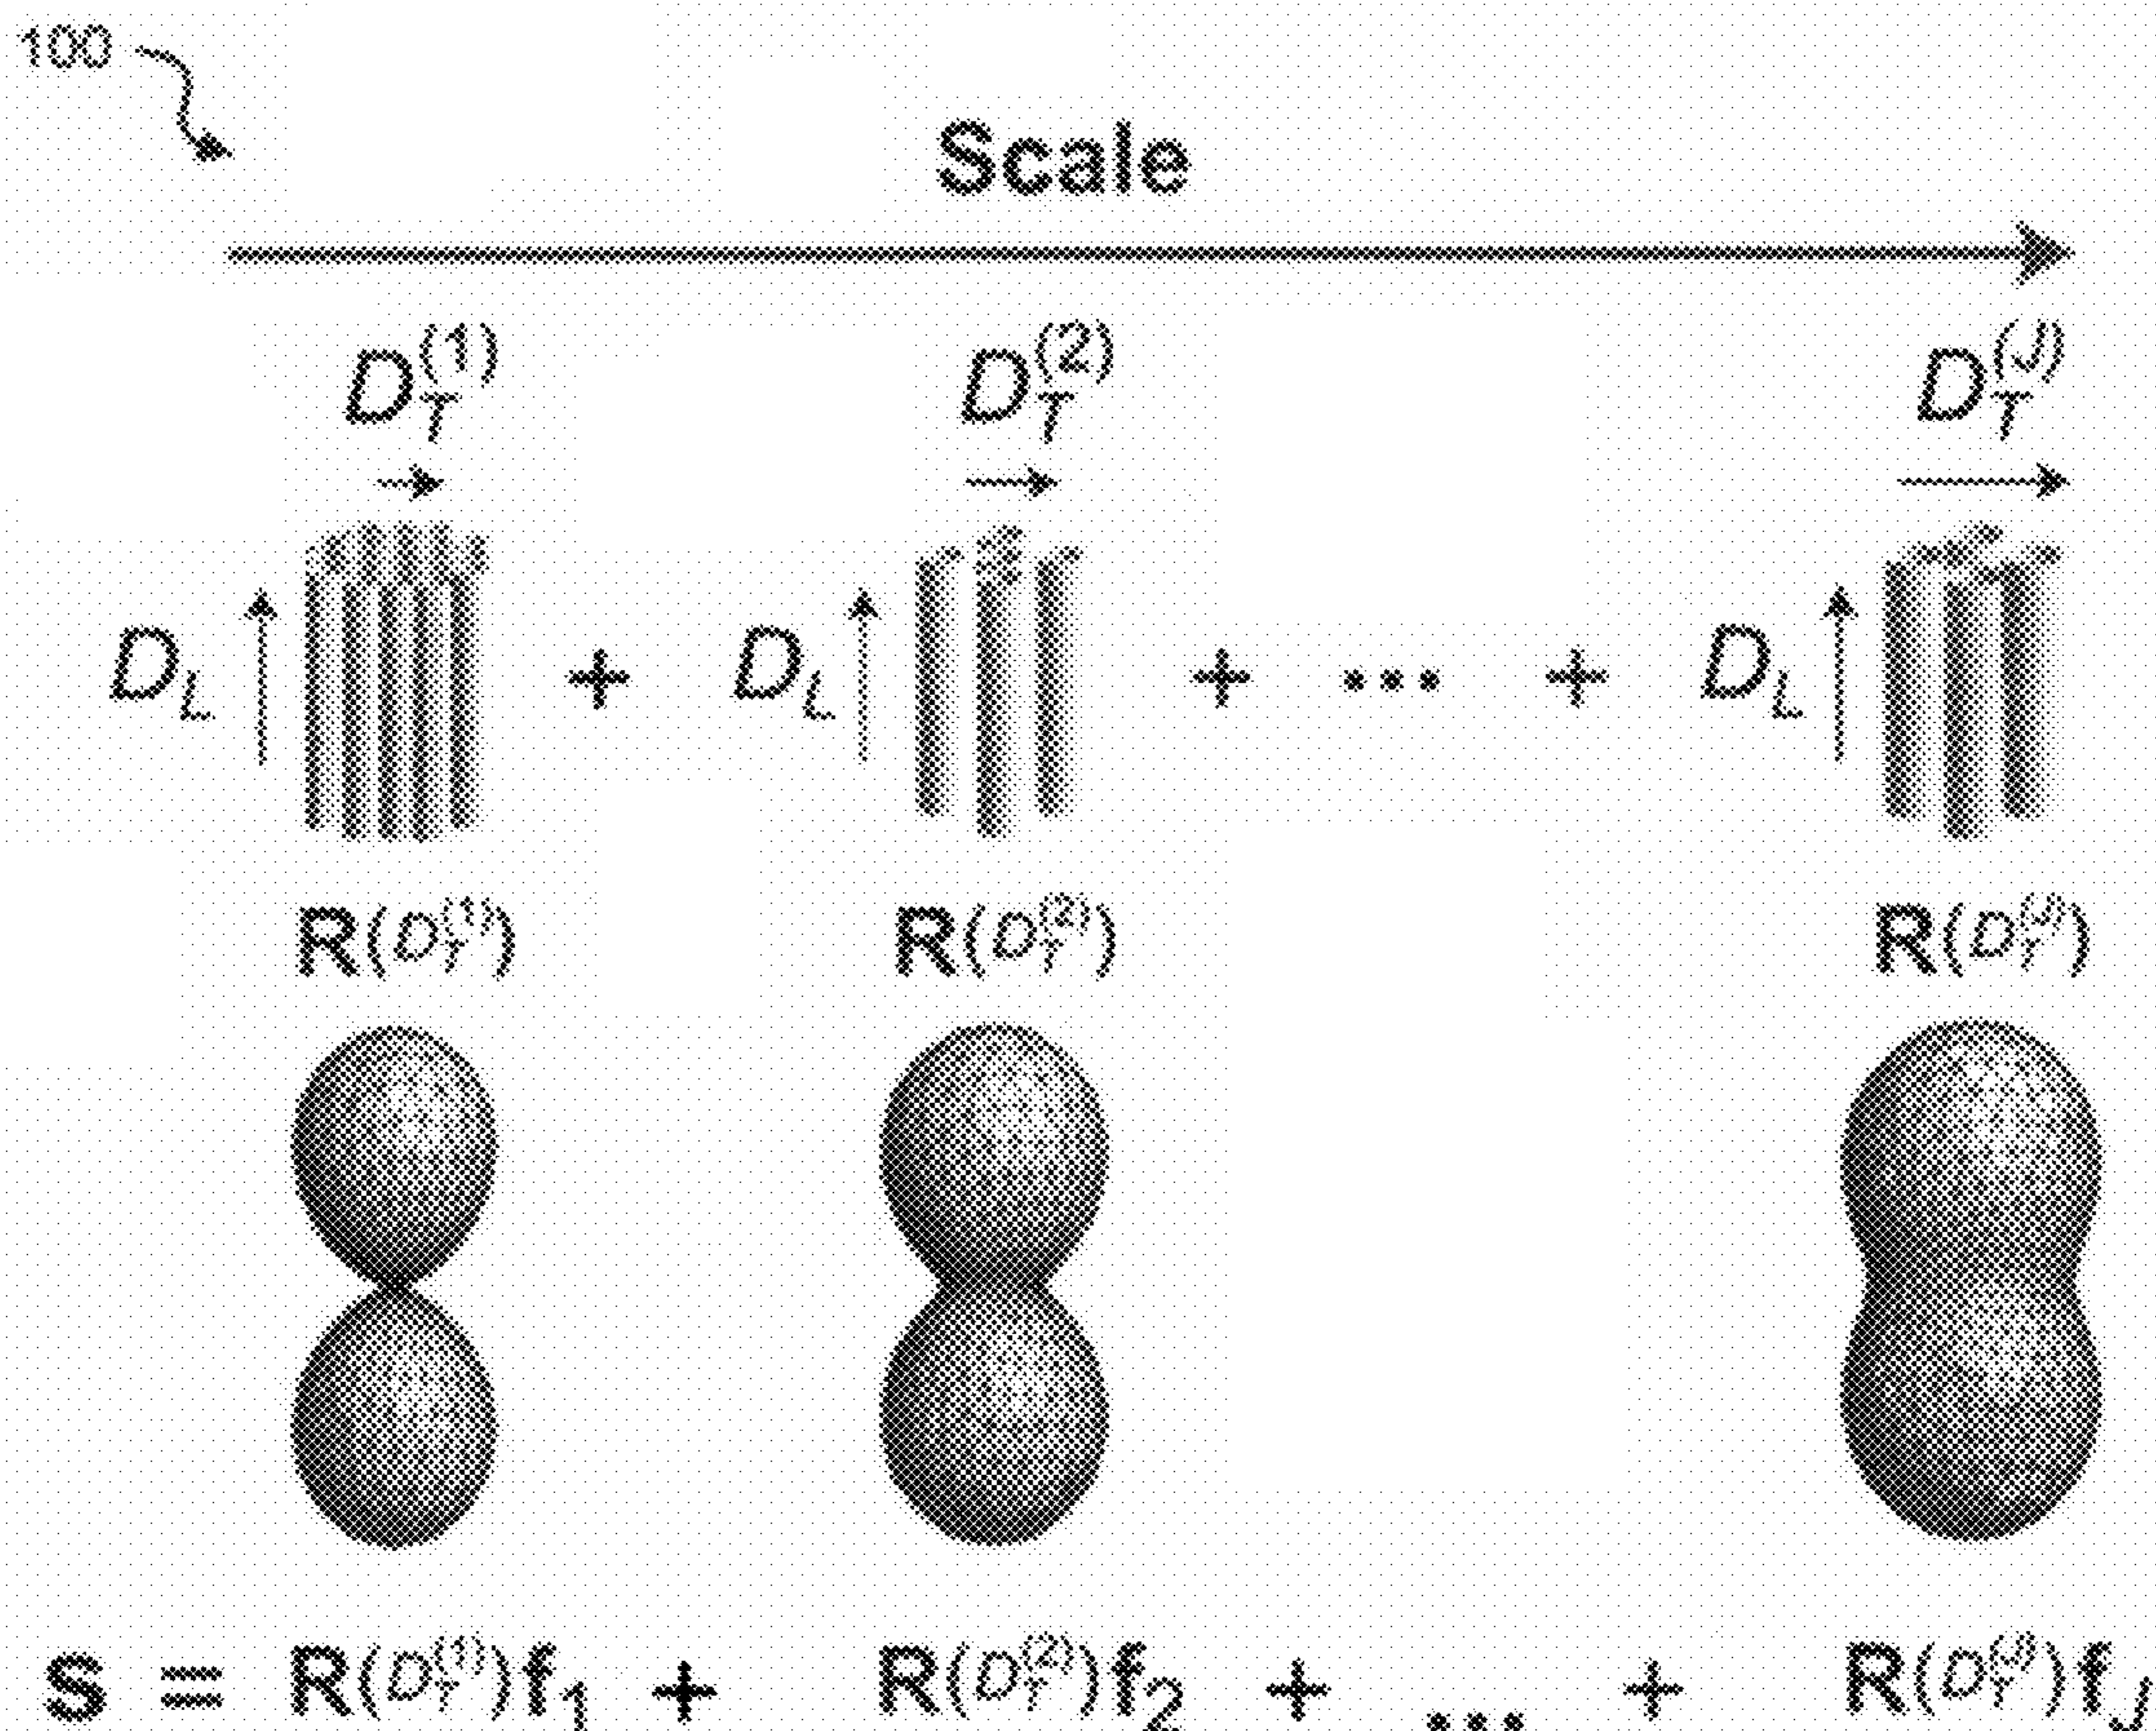 100
Scale
D_T^(1) D_T^(2) D_T^(J)
D_L + D_L + ... + D_L
R(D_T^(1)) R(D_T^(2)) R(D_T^(J))
S = R(D_T^(1))f_1 + R(D_T^(2))f_2 + ... + R(D_T^(J))f_J